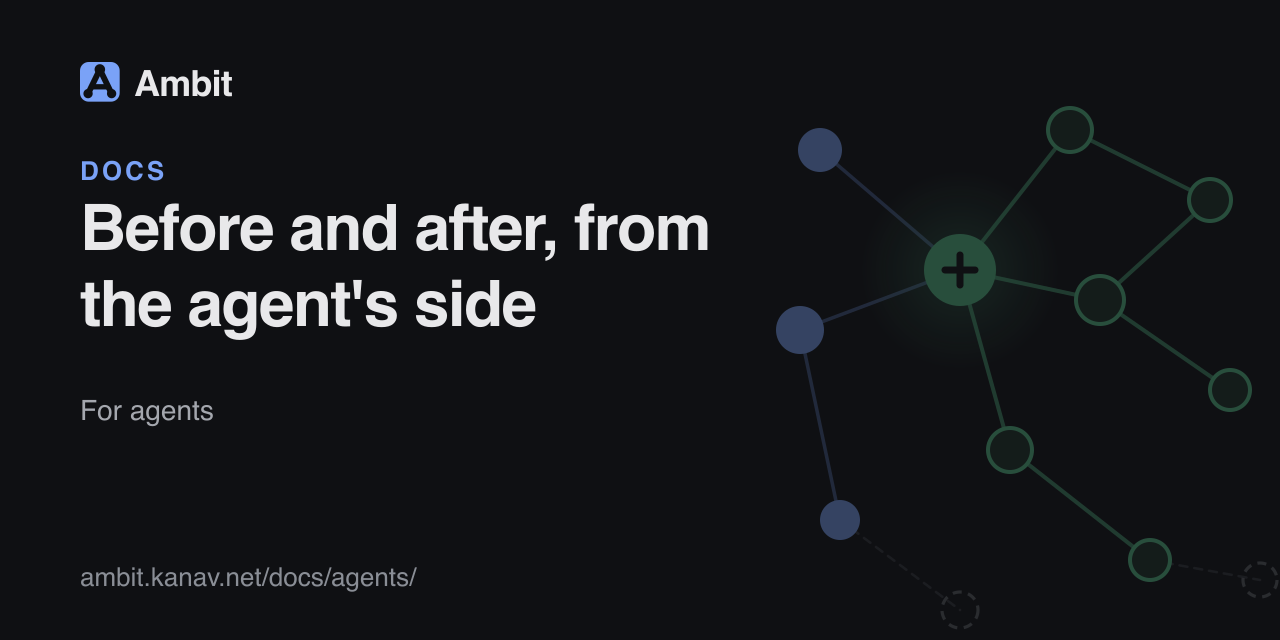 Ambit
DOCS
Before and after, from
the agent's side
For agents
ambit.kanav.net/docs/agents/